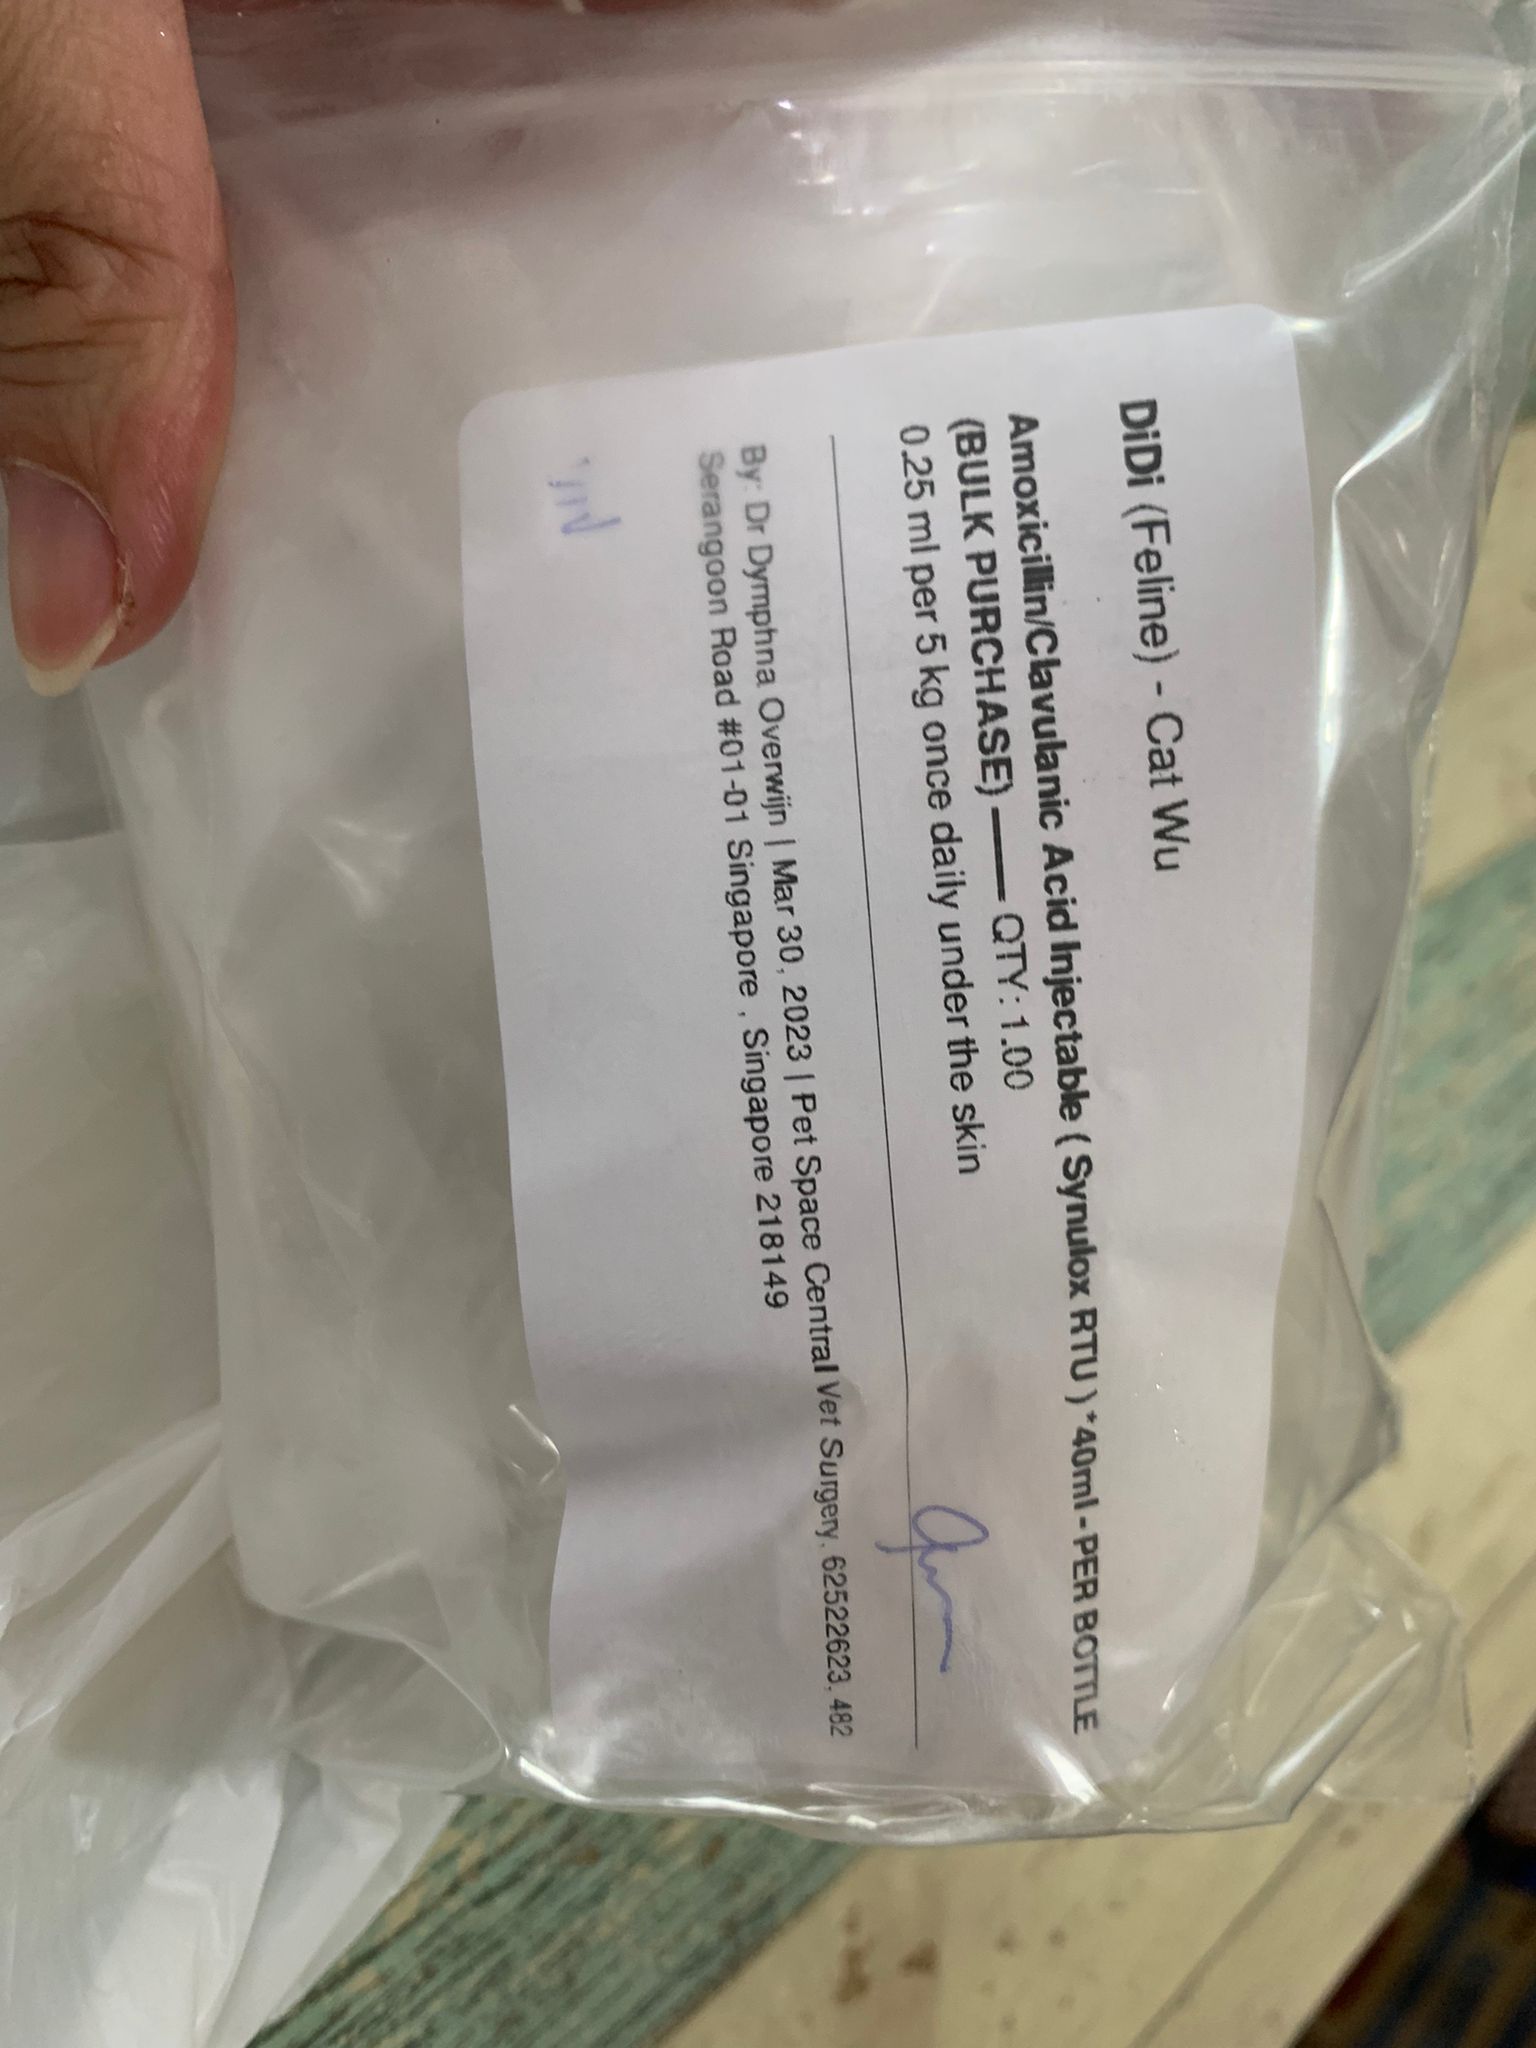 DiDi (Feline) - Cat Wu
Amoxicillin/Clavulanic Acid Injectable ( Synulox RTU ) *40ml - PER BOTTLE
(BULK PURCHASE) —— QTY: 1.00
0.25 ml per 5 kg once daily under the skin
By: Dr Dymphna Overwijn | Mar 30, 2023 | Pet Space Central Vet Surgery, 62522623, 482
Serangoon Road #01-01 Singapore , Singapore 218149